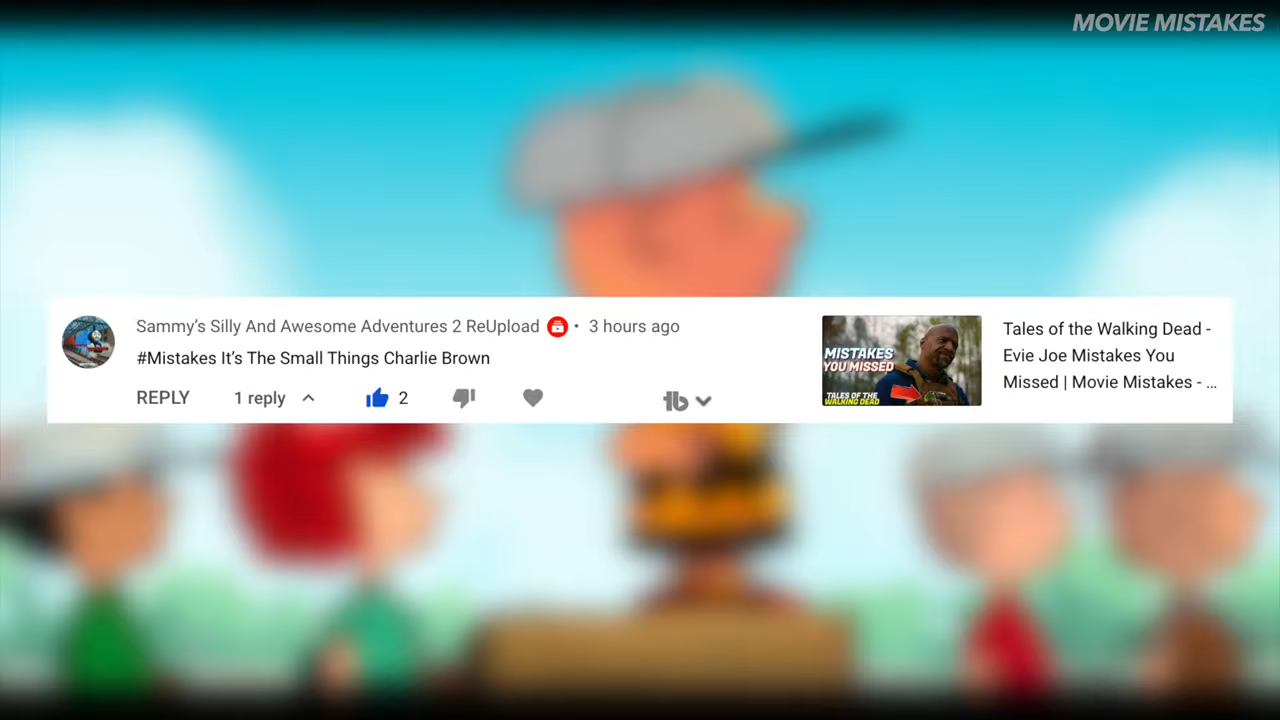 MOVIE MISTAKES
Sammy’s Silly And Awesome Adventures 2 ReUpload • 3 hours ago
#Mistakes It’s The Small Things Charlie Brown
REPLY 1 reply 2
tb
MISTAKES
YOU MISSED
TALES OF THE
WALKING DEAD
Tales of the Walking Dead -
Evie Joe Mistakes You
Missed | Movie Mistakes - ...